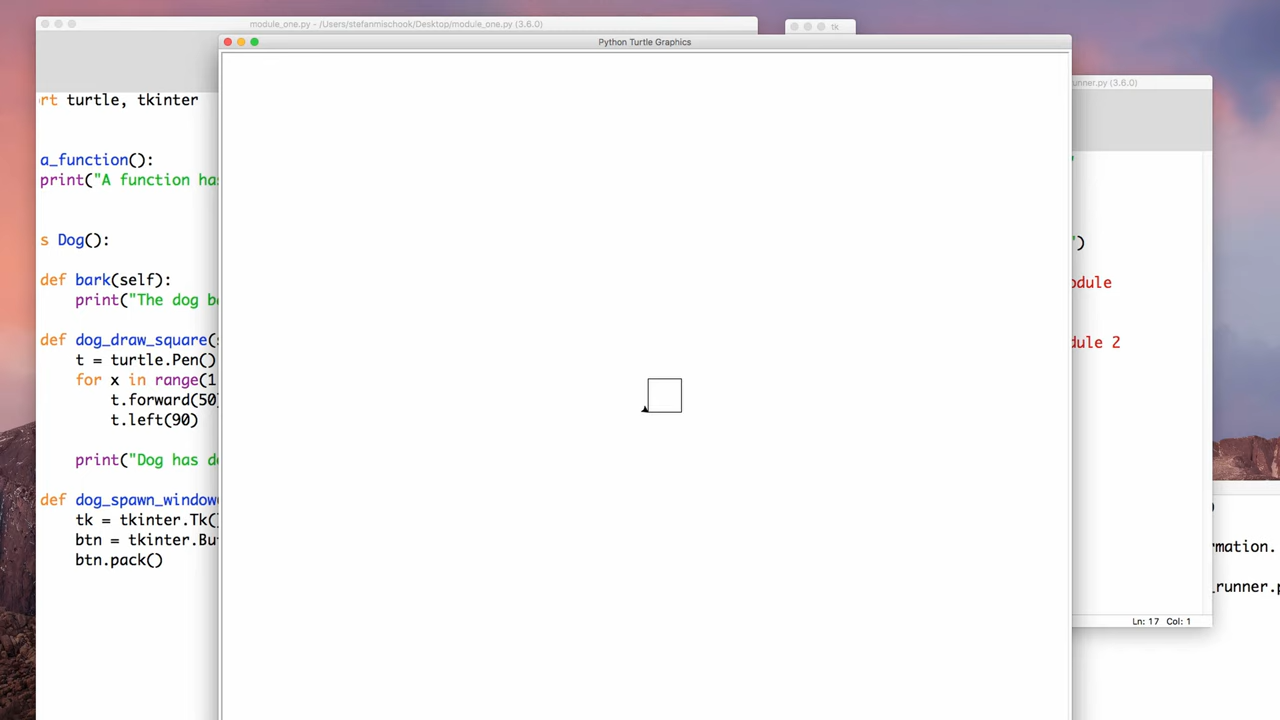 module_one.py - /Users/stefanmischook/Desktop/module_one.py (3.6.0)
tk
Python Turtle Graphics
unner.py (3.6.0)
rt turtle, tkinter
a_function():
print("A function ha
s Dog():
def bark(self):
print("The dog b
def dog_draw_square(
t = turtle.Pen()
for x in range(1
t.forward(50
t.left(90)
print("Dog has d
def dog_spawn_window
tk = tkinter.Tk(
btn = tkinter.Bu
btn.pack()
")
odule
dule 2
Ln: 17 Col: 1
)
rmation.
_runner.p